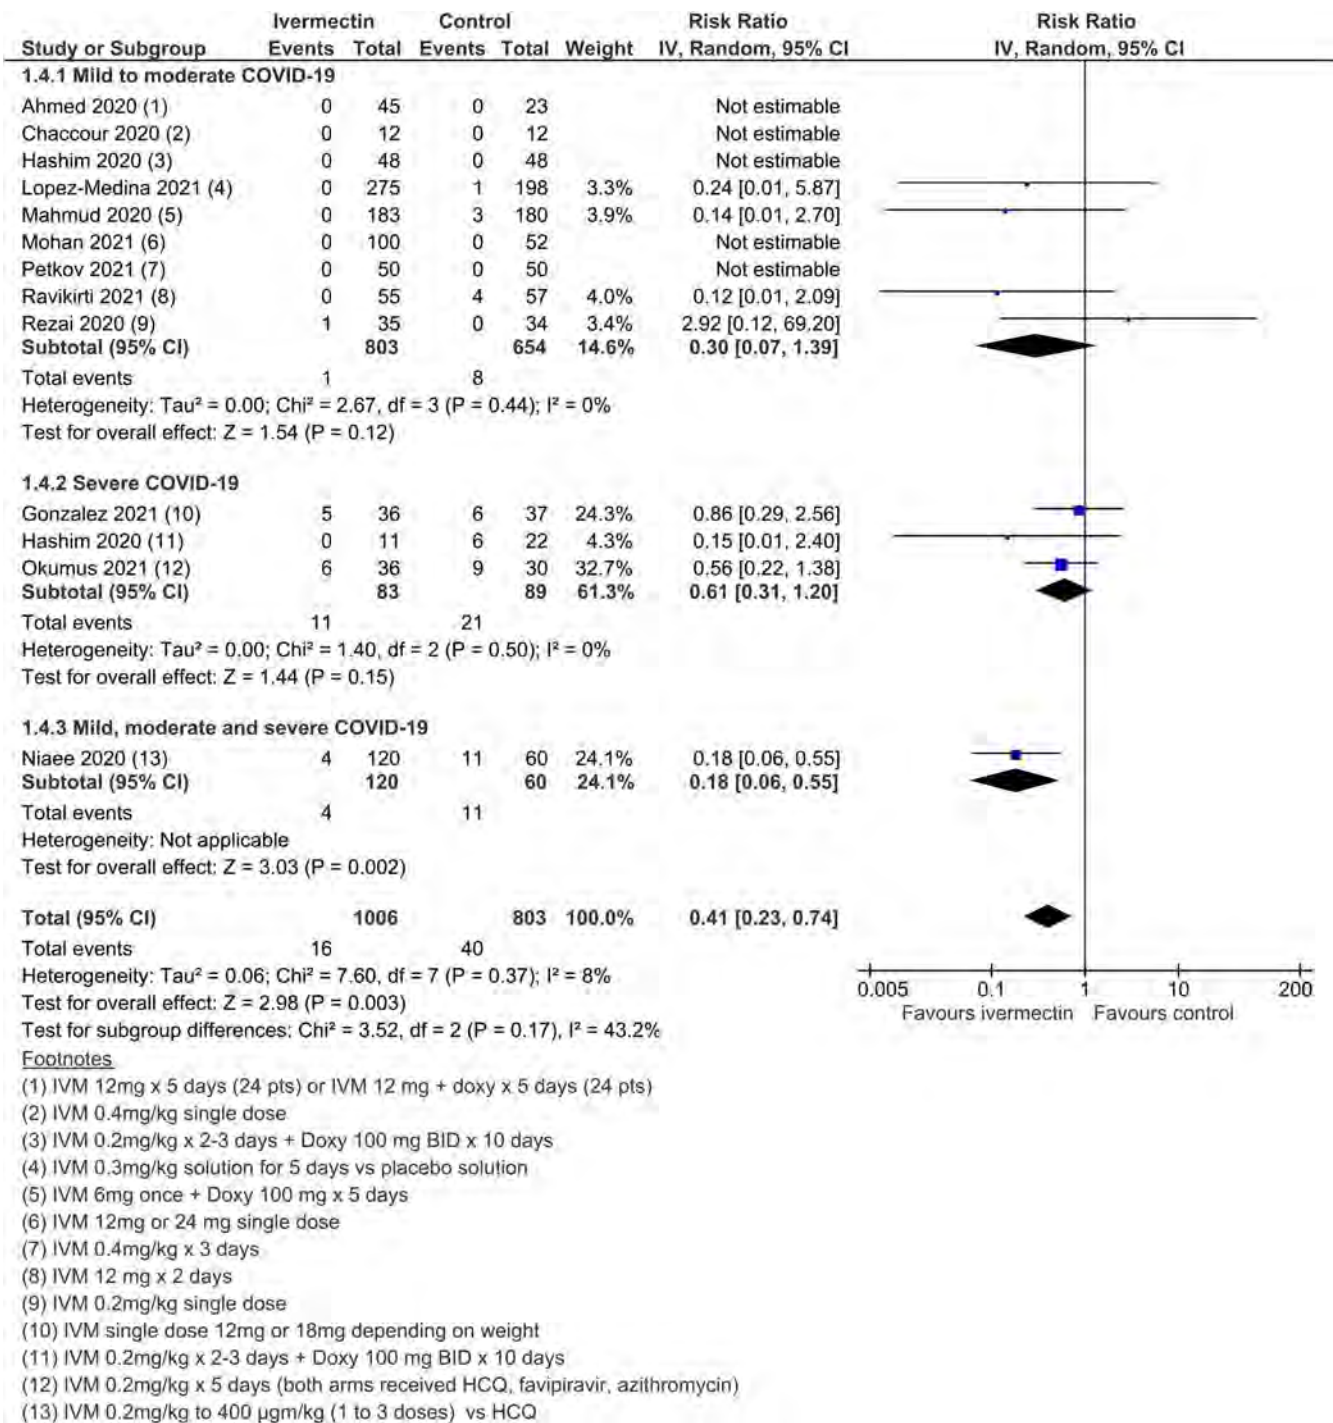 Ivermectin Control Risk Ratio Risk Ratio
Study or Subgroup Events Total Events Total Weight IV, Random, 95% CI IV, Random, 95% CI
1.4.1 Mild to moderate COVID-19
Ahmed 2020 (1) 0 45 0 23 Not estimable
Chaccour 2020 (2) 0 12 0 12 Not estimable
Hashim 2020 (3) 0 48 0 48 Not estimable
Lopez-Medina 2021 (4) 0 275 1 198 3.3% 0.24 [0.01, 5.87]
Mahmud 2020 (5) 0 183 3 180 3.9% 0.14 [0.01, 2.70]
Mohan 2021 (6) 0 100 0 52 Not estimable
Petkov 2021 (7) 0 50 0 50 Not estimable
Ravikirti 2021 (8) 0 55 4 57 4.0% 0.12 [0.01, 2.09]
Rezai 2020 (9) 1 35 0 34 3.4% 2.92 [0.12, 69.20]
Subtotal (95% CI) 803 654 14.6% 0.30 [0.07, 1.39]
Total events 1 8
Heterogeneity: Tau² = 0.00; Chi² = 2.67, df = 3 (P = 0.44); I² = 0%
Test for overall effect: Z = 1.54 (P = 0.12)
1.4.2 Severe COVID-19
Gonzalez 2021 (10) 5 36 6 37 24.3% 0.86 [0.29, 2.56]
Hashim 2020 (11) 0 11 6 22 4.3% 0.15 [0.01, 2.40]
Okumus 2021 (12) 6 36 9 30 32.7% 0.56 [0.22, 1.38]
Subtotal (95% CI) 83 89 61.3% 0.61 [0.31, 1.20]
Total events 11 21
Heterogeneity: Tau² = 0.00; Chi² = 1.40, df = 2 (P = 0.50); I² = 0%
Test for overall effect: Z = 1.44 (P = 0.15)
1.4.3 Mild, moderate and severe COVID-19
Niaee 2020 (13) 4 120 11 60 24.1% 0.18 [0.06, 0.55]
Subtotal (95% CI) 120 60 24.1% 0.18 [0.06, 0.55]
Total events 4 11
Heterogeneity: Not applicable
Test for overall effect: Z = 3.03 (P = 0.002)
Total (95% CI) 1006 803 100.0% 0.41 [0.23, 0.74]
Total events 16 40
Heterogeneity: Tau² = 0.06; Chi² = 7.60, df = 7 (P = 0.37); I² = 8%
Test for overall effect: Z = 2.98 (P = 0.003)
Test for subgroup differences: Chi² = 3.52, df = 2 (P = 0.17), I² = 43.2%
0.005 0.1 1 10 200
Favours ivermectin Favours control
Footnotes
(1) IVM 12mg x 5 days (24 pts) or IVM 12 mg + doxy x 5 days (24 pts)
(2) IVM 0.4mg/kg single dose
(3) IVM 0.2mg/kg x 2-3 days + Doxy 100 mg BID x 10 days
(4) IVM 0.3mg/kg solution for 5 days vs placebo solution
(5) IVM 6mg once + Doxy 100 mg x 5 days
(6) IVM 12mg or 24 mg single dose
(7) IVM 0.4mg/kg x 3 days
(8) IVM 12 mg x 2 days
(9) IVM 0.2mg/kg single dose
(10) IVM single dose 12mg or 18mg depending on weight
(11) IVM 0.2mg/kg x 2-3 days + Doxy 100 mg BID x 10 days
(12) IVM 0.2mg/kg x 5 days (both arms received HCQ, favipiravir, azithromycin)
(13) IVM 0.2mg/kg to 400 µgm/kg (1 to 3 doses) vs HCQ